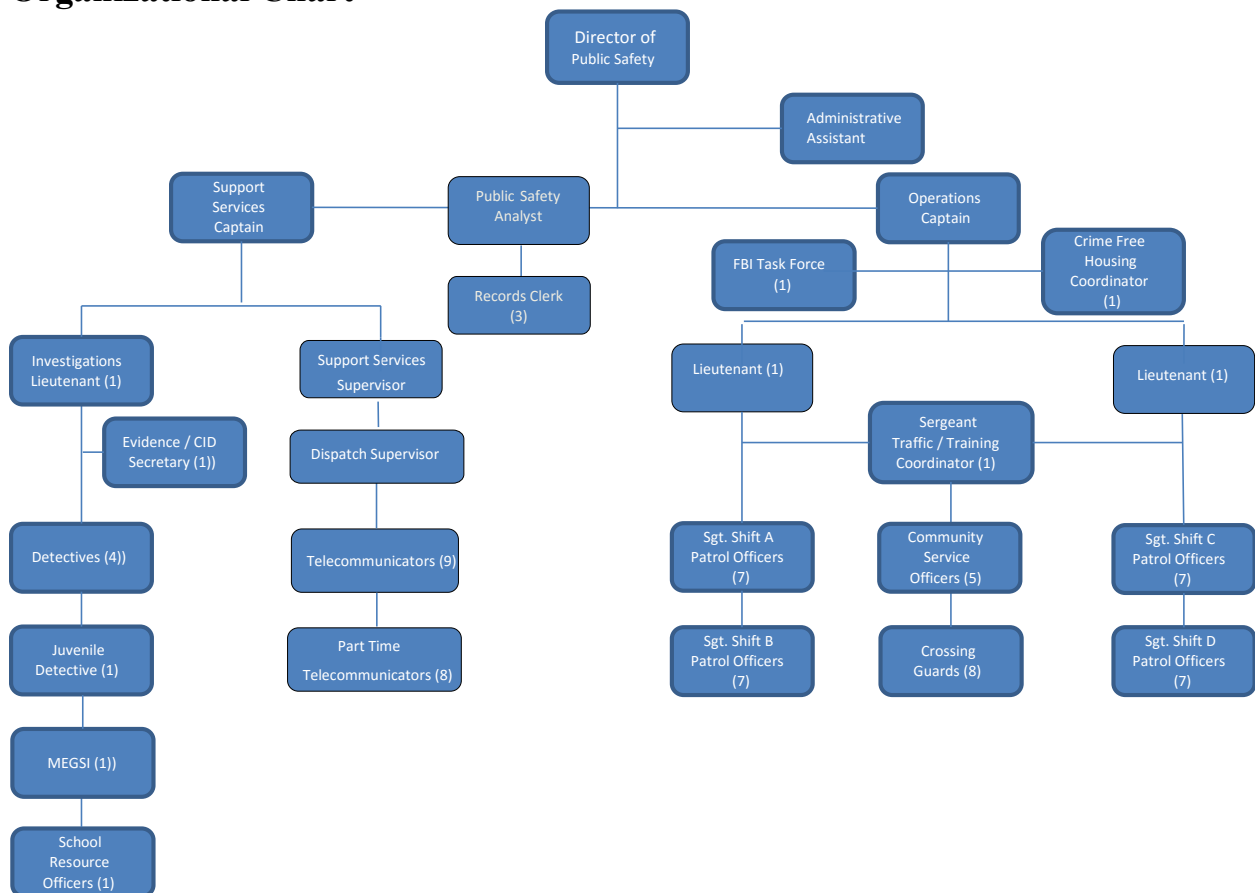 Organizational Chart
Director of
Public Safety
Administrative
Assistant
Support
Services
Captain
Public Safety
Analyst
Operations
Captain
FBI Task Force
(1)
Crime Free
Housing
Coordinator
(1)
Records Clerk
(3)
Investigations
Lieutenant (1)
Support Services
Supervisor
Lieutenant (1)
Lieutenant (1)
Evidence / CID
Secretary (1))
Dispatch Supervisor
Sergeant
Traffic / Training
Coordinator (1)
Detectives (4))
Telecommunicators (9)
Sgt. Shift A
Patrol Officers
(7)
Community
Service
Officers (5)
Sgt. Shift C
Patrol Officers
(7)
Juvenile
Detective (1)
Part Time
Telecommunicators (8)
Sgt. Shift B
Patrol Officers
(7)
Crossing
Guards (8)
Sgt. Shift D
Patrol Officers
(7)
MEGSI (1))
School
Resource
Officers (1)